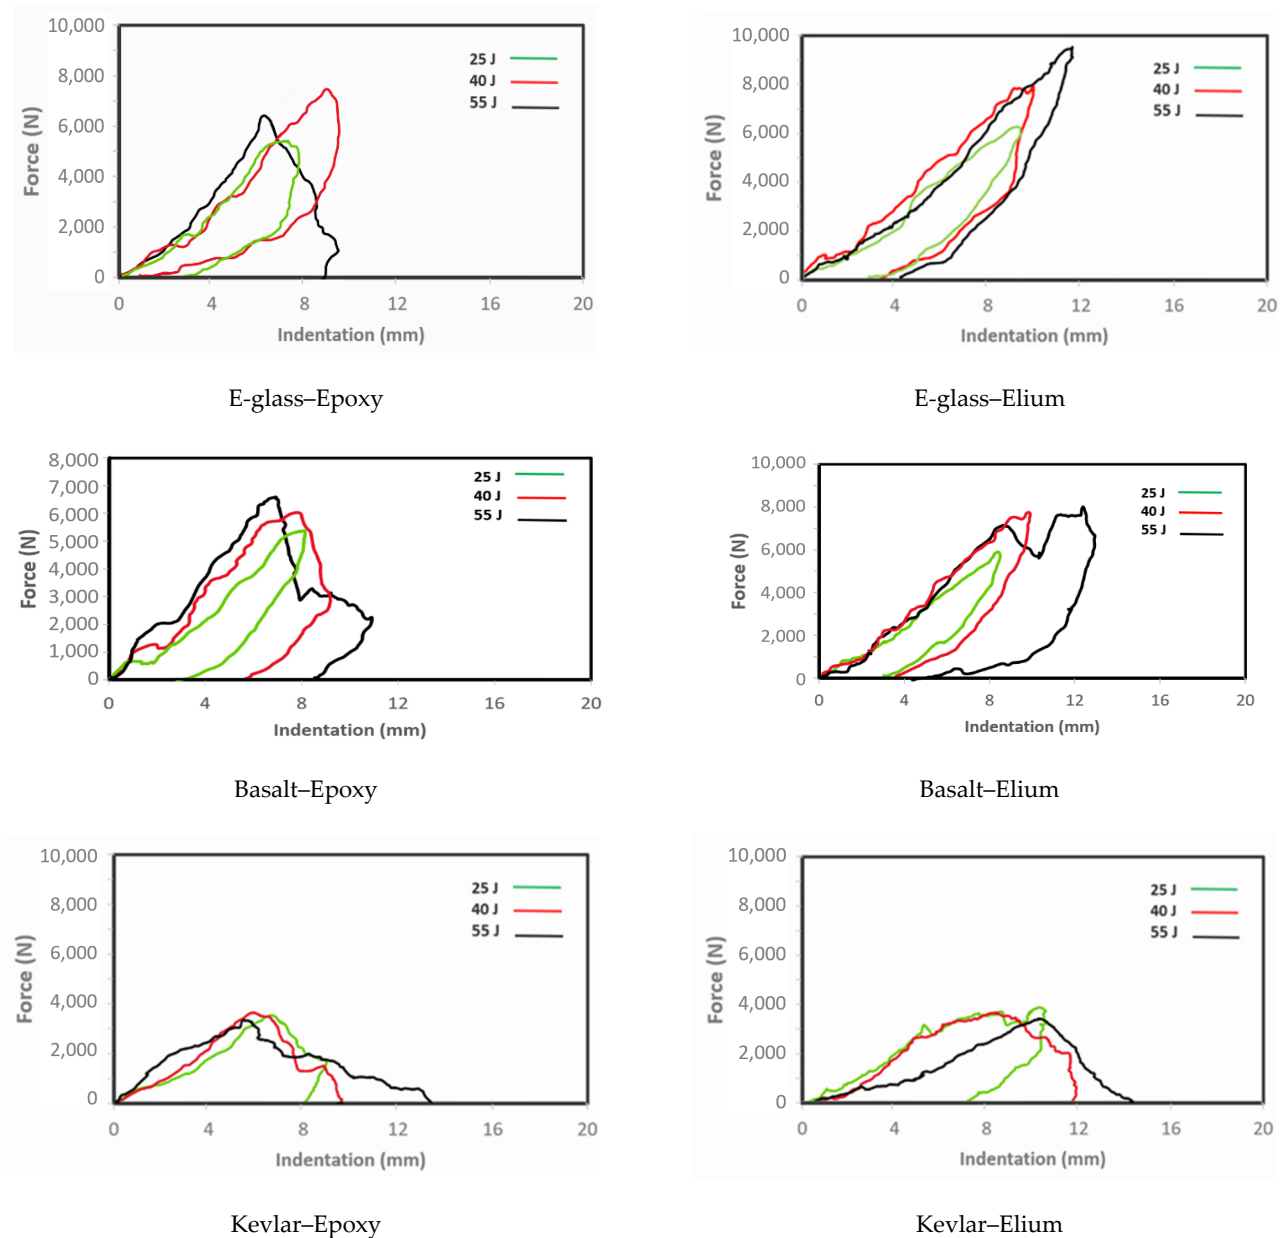 10,000
8,000
6,000
4,000
2,000
0
0 4 8 12 16 20
Force (N)
Indentation (mm)
25 J
40 J
55 J
E-glass–Epoxy
10,000
8,000
6,000
4,000
2,000
0
0 4 8 12 16 20
Force (N)
Indentation (mm)
25 J
40 J
55 J
E-glass–Elium
8,000
7,000
6,000
5,000
4,000
3,000
2,000
1,000
0
0 4 8 12 16 20
Force (N)
Indentation (mm)
25 J
40 J
55 J
Basalt–Epoxy
10,000
8,000
6,000
4,000
2,000
0
0 4 8 12 16 20
Force (N)
Indentation (mm)
25 J
40 J
55 J
Basalt–Elium
10,000
8,000
6,000
4,000
2,000
0
0 4 8 12 16 20
Force (N)
Indentation (mm)
25 J
40 J
55 J
Kevlar–Epoxy
10,000
8,000
6,000
4,000
2,000
0
0 4 8 12 16 20
Force (N)
Indentation (mm)
25 J
40 J
55 J
Kevlar–Elium